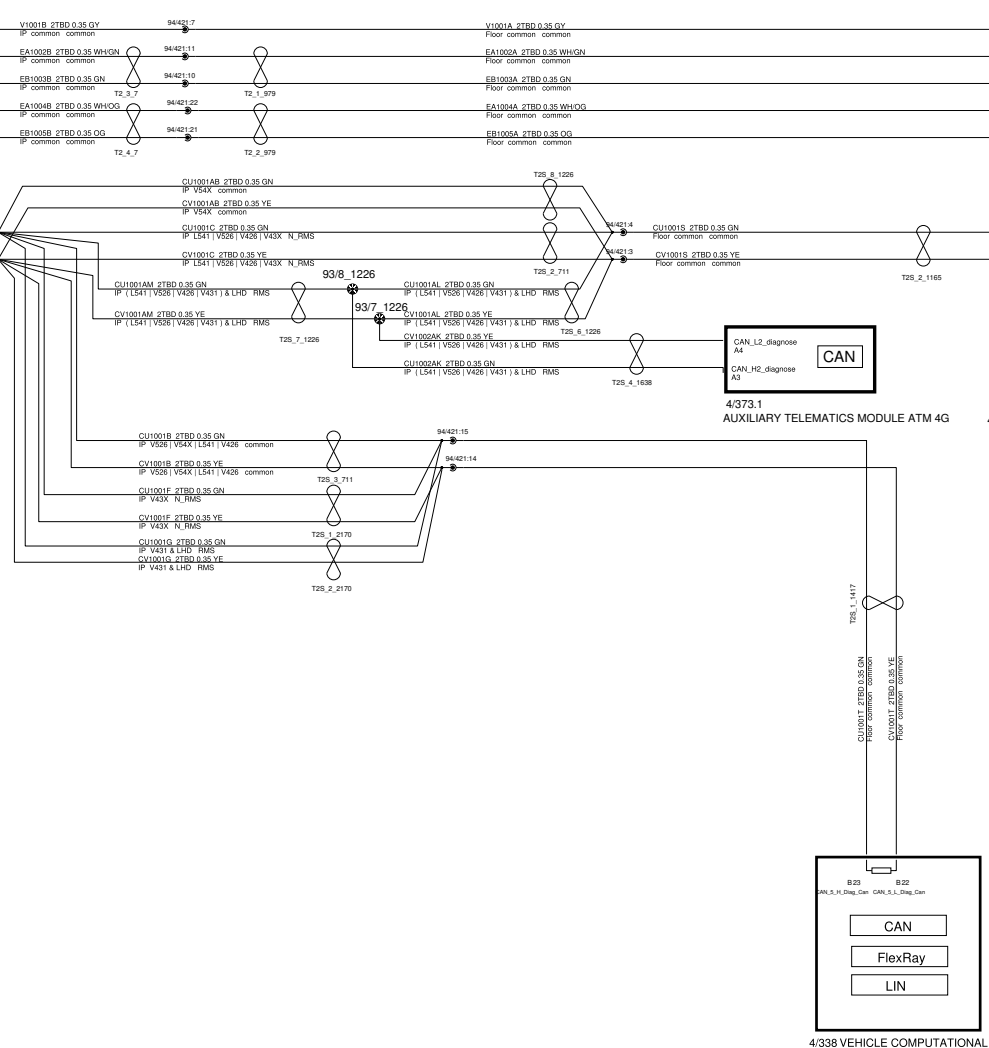 V1001B 2TBD 0.35 GY
IP common common
94/421:7
V1001A 2TBD 0.35 GY
Floor common common
EA1002B 2TBD 0.35 WH/GN
IP common common
94/421:11
EA1002A 2TBD 0.35 WH/GN
Floor common common
EB1003B 2TBD 0.35 GN
IP common common
94/421:10
EB1003A 2TBD 0.35 GN
Floor common common
T2_3_7
T2_1_979
EA1004B 2TBD 0.35 WH/OG
IP common common
94/421:22
EA1004A 2TBD 0.35 WH/OG
Floor common common
EB1005B 2TBD 0.35 OG
IP common common
94/421:21
EB1005A 2TBD 0.35 OG
Floor common common
T2_4_7
T2_2_979
T2S_8_1226
CU1001AB 2TBD 0.35 GN
IP V54X common
CV1001AB 2TBD 0.35 YE
IP V54X common
CU1001C 2TBD 0.35 GN
IP L541 | V526 | V426 | V43X N_RMS
94/421:4
CU1001S 2TBD 0.35 GN
Floor common common
CV1001C 2TBD 0.35 YE
IP L541 | V526 | V426 | V43X N_RMS
94/421:3
CV1001S 2TBD 0.35 YE
Floor common common
T2S_2_711
T2S_2_1165
93/8_1226
CU1001AM 2TBD 0.35 GN
IP ( L541 | V526 | V426 | V431 ) & LHD RMS
CU1001AL 2TBD 0.35 GN
IP ( L541 | V526 | V426 | V431 ) & LHD RMS
93/7_1226
CV1001AM 2TBD 0.35 YE
IP ( L541 | V526 | V426 | V431 ) & LHD RMS
CV1001AL 2TBD 0.35 YE
IP ( L541 | V526 | V426 | V431 ) & LHD RMS
T2S_7_1226
T2S_6_1226
CV1002AK 2TBD 0.35 YE
IP ( L541 | V526 | V426 | V431 ) & LHD RMS
CU1002AK 2TBD 0.35 GN
IP ( L541 | V526 | V426 | V431 ) & LHD RMS
T2S_4_1638
CAN_L2_diagnose
A4
CAN
CAN_H2_diagnose
A3
4/373.1
AUXILIARY TELEMATICS MODULE ATM 4G
CU1001B 2TBD 0.35 GN
IP V526 | V54X | L541 | V426 common
94/421:15
CV1001B 2TBD 0.35 YE
IP V526 | V54X | L541 | V426 common
94/421:14
T2S_3_711
CU1001F 2TBD 0.35 GN
IP V43X N_RMS
CV1001F 2TBD 0.35 YE
IP V43X N_RMS
T2S_1_2170
CU1001G 2TBD 0.35 GN
IP V431 & LHD RMS
CV1001G 2TBD 0.35 YE
IP V431 & LHD RMS
T2S_2_2170
T2S_1_1417
CU1001T 2TBD 0.35 GN
Floor common common
CV1001T 2TBD 0.35 YE
Floor common common
B23 B22
CAN_5_H_Diag_Can CAN_5_L_Diag_Can
CAN
FlexRay
LIN
4/338 VEHICLE COMPUTATIONAL